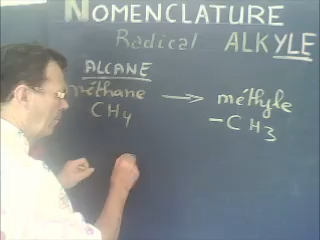 NOMENCLATURE
Radical ALKYLE
ALCANE
méthane → méthyle
CH4 -CH3